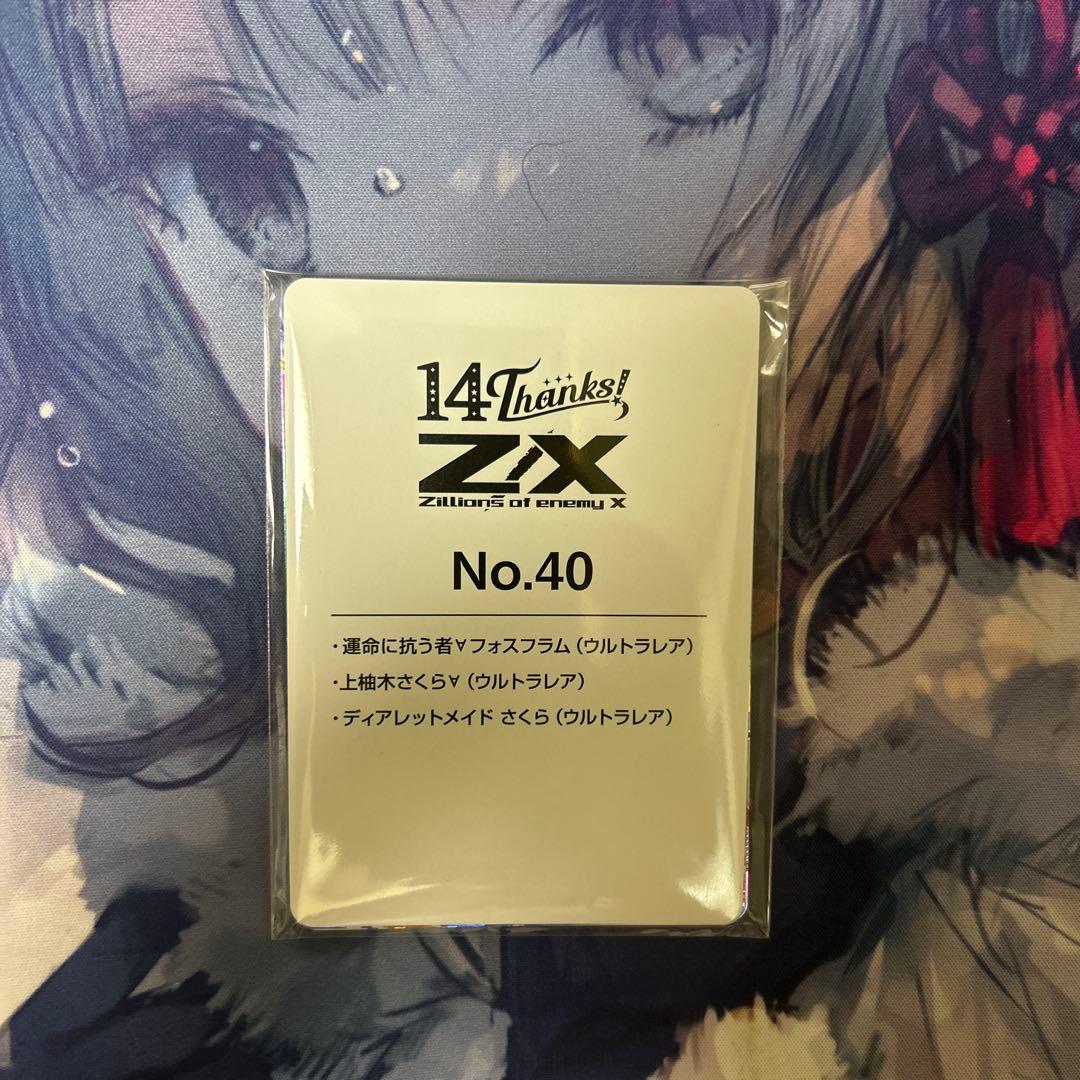 14 Thanks!
Z/X
Zillions of enemy X
No.40
・運命に抗う者∀フォスフラム（ウルトラレア）
・上柚木さくら∀（ウルトラレア）
・ディアレットメイド さくら（ウルトラレア）